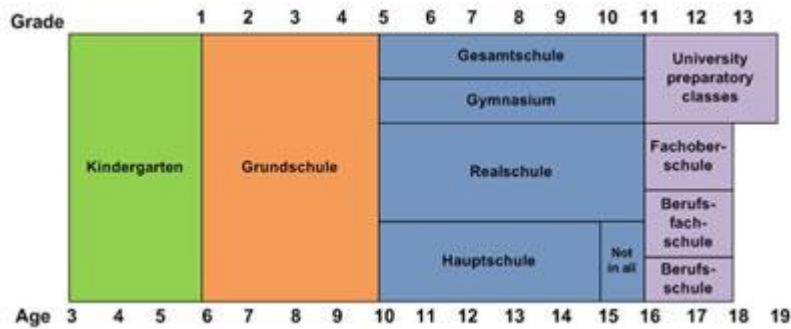 Grade 1 2 3 4 5 6 7 8 9 10 11 12 13
Gesamtschule
University
preparatory
classes
Gymnasium
Kindergarten
Grundschule
Realschule
Fachober-
schule
Berufs-
fach-
schule
Hauptschule
Not
in all
Berufs-
schule
Age 3 4 5 6 7 8 9 10 11 12 13 14 15 16 17 18 19